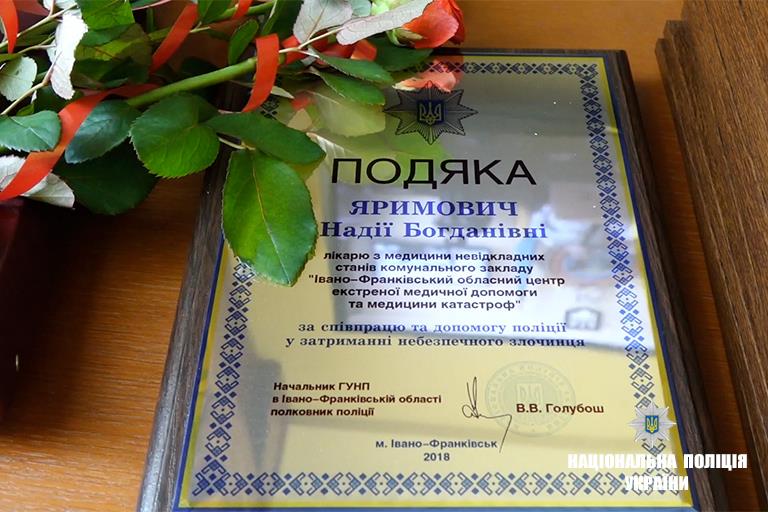 ПОДЯКА
ЯРИМОВИЧ
Надії Богданівні
лікарю з медицини невідкладних
станів комунального закладу
"Івано-Франківський обласний центр
екстреної медичної допомоги
та медицини катастроф"
за співпрацю та допомогу поліції
у затриманні небезпечного злочинця
Начальник ГУНП
в Івано-Франківській області
полковник поліції
В.В. Голубош
м. Івано-Франківськ
2018
НАЦІОНАЛЬНА ПОЛІЦІЯ
УКРАЇНИ